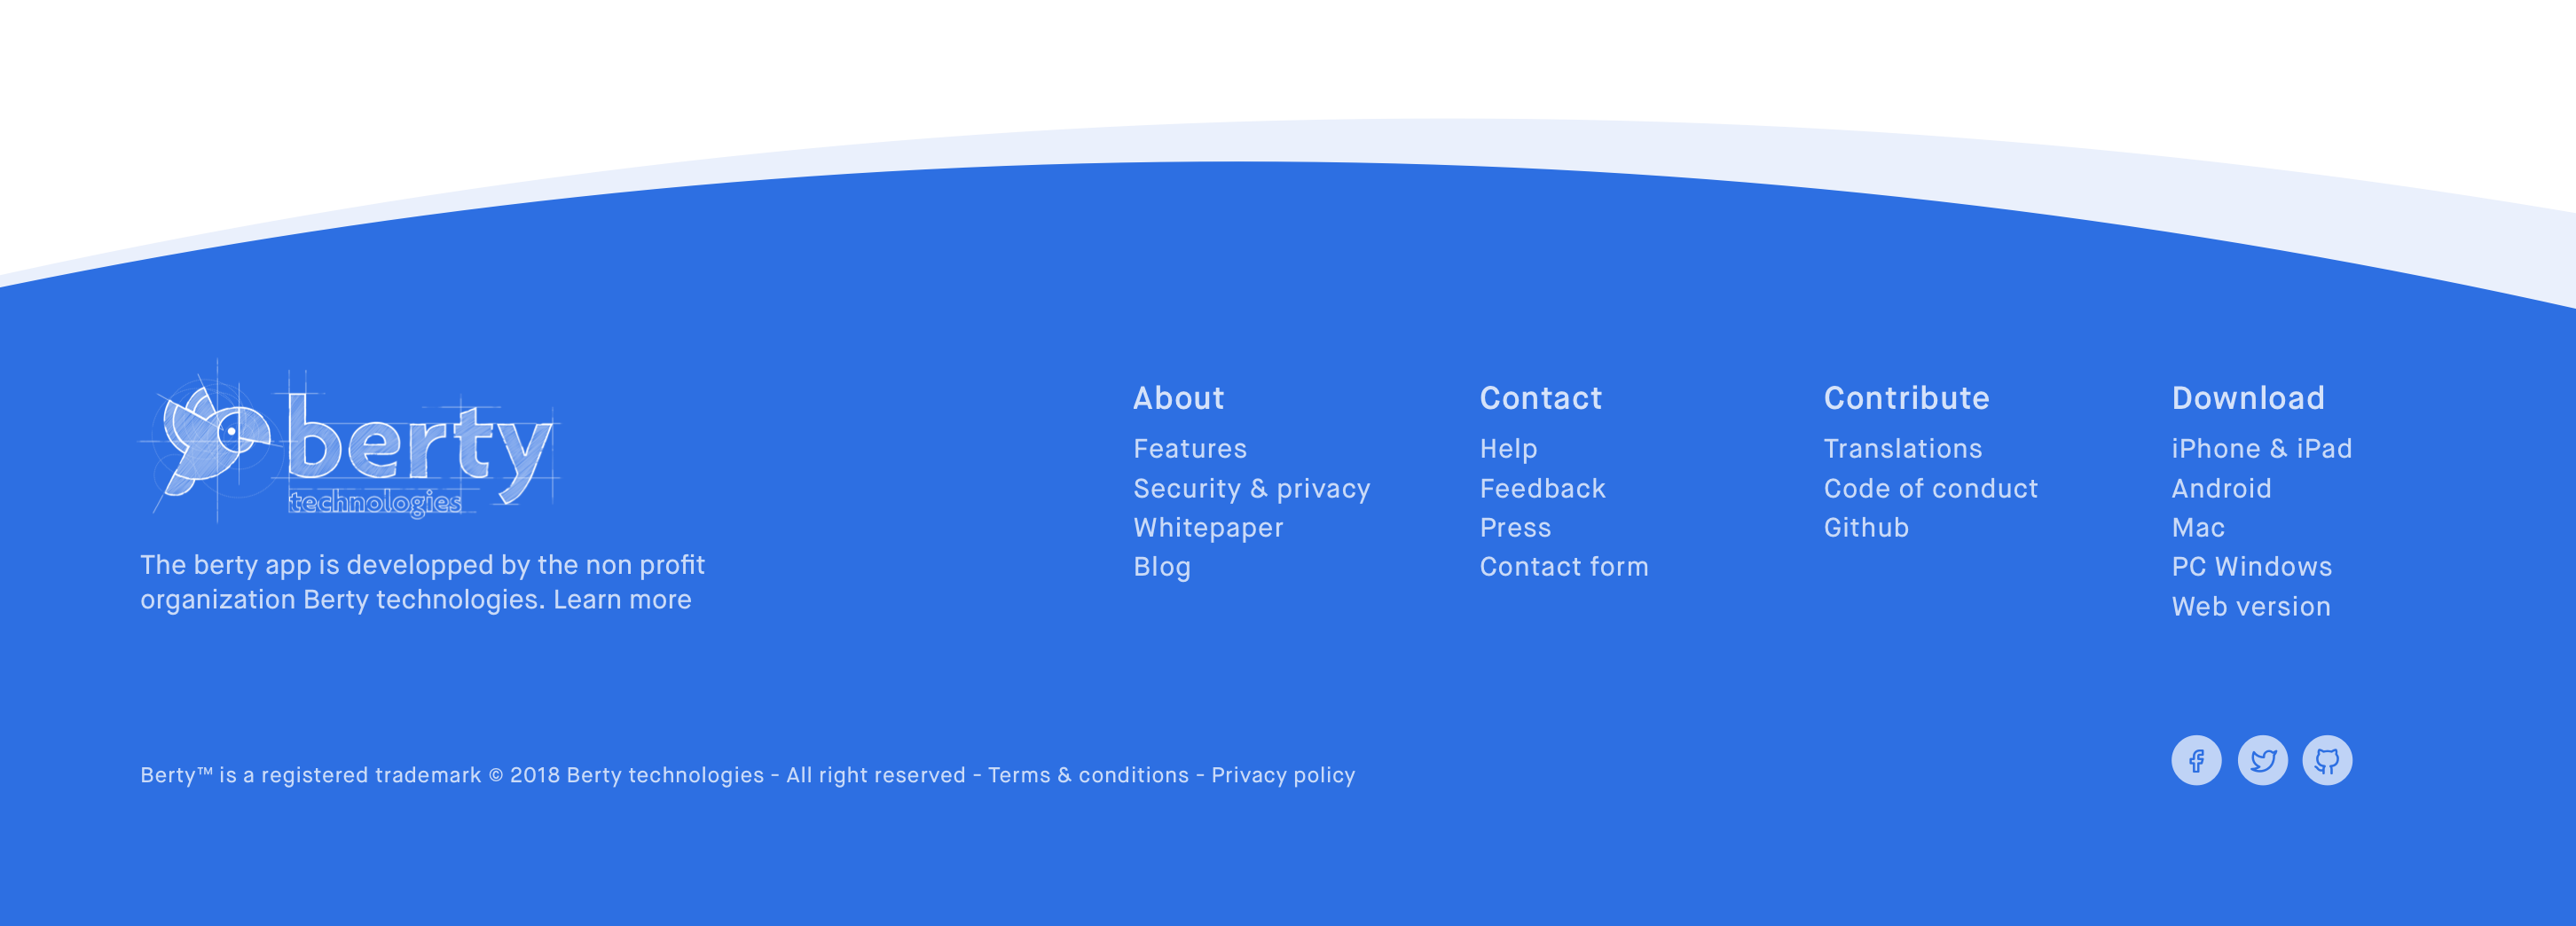 berty
technologies
The berty app is developped by the non profit
organization Berty technologies. Learn more
About
Features
Security & privacy
Whitepaper
Blog
Contact
Help
Feedback
Press
Contact form
Contribute
Translations
Code of conduct
Github
Download
iPhone & iPad
Android
Mac
PC Windows
Web version
Berty™ is a registered trademark © 2018 Berty technologies - All right reserved - Terms & conditions - Privacy policy